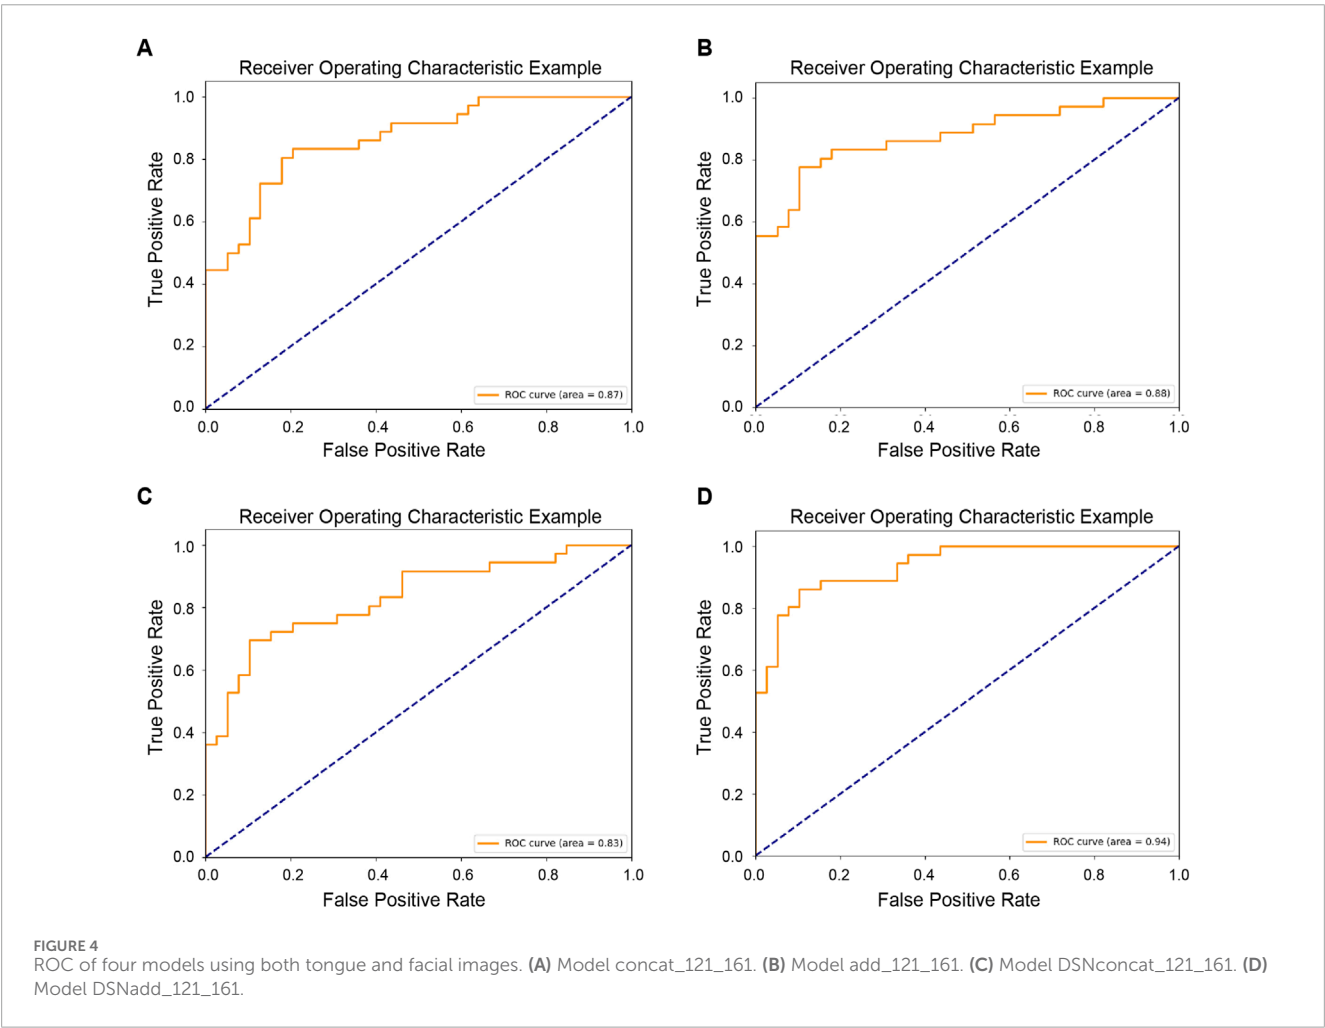 A
Receiver Operating Characteristic Example
True Positive Rate
1.0
0.8
0.6
0.4
0.2
0.0
0.0 0.2 0.4 0.6 0.8 1.0
False Positive Rate
ROC curve (area = 0.87)
B
Receiver Operating Characteristic Example
True Positive Rate
1.0
0.8
0.6
0.4
0.2
0.0
0.0 0.2 0.4 0.6 0.8 1.0
False Positive Rate
ROC curve (area = 0.88)
C
Receiver Operating Characteristic Example
True Positive Rate
1.0
0.8
0.6
0.4
0.2
0.0
0.0 0.2 0.4 0.6 0.8 1.0
False Positive Rate
ROC curve (area = 0.83)
D
Receiver Operating Characteristic Example
True Positive Rate
1.0
0.8
0.6
0.4
0.2
0.0
0.0 0.2 0.4 0.6 0.8 1.0
False Positive Rate
ROC curve (area = 0.94)
FIGURE 4
ROC of four models using both tongue and facial images. (A) Model concat_121_161. (B) Model add_121_161. (C) Model DSNconcat_121_161. (D)
Model DSNadd_121_161.